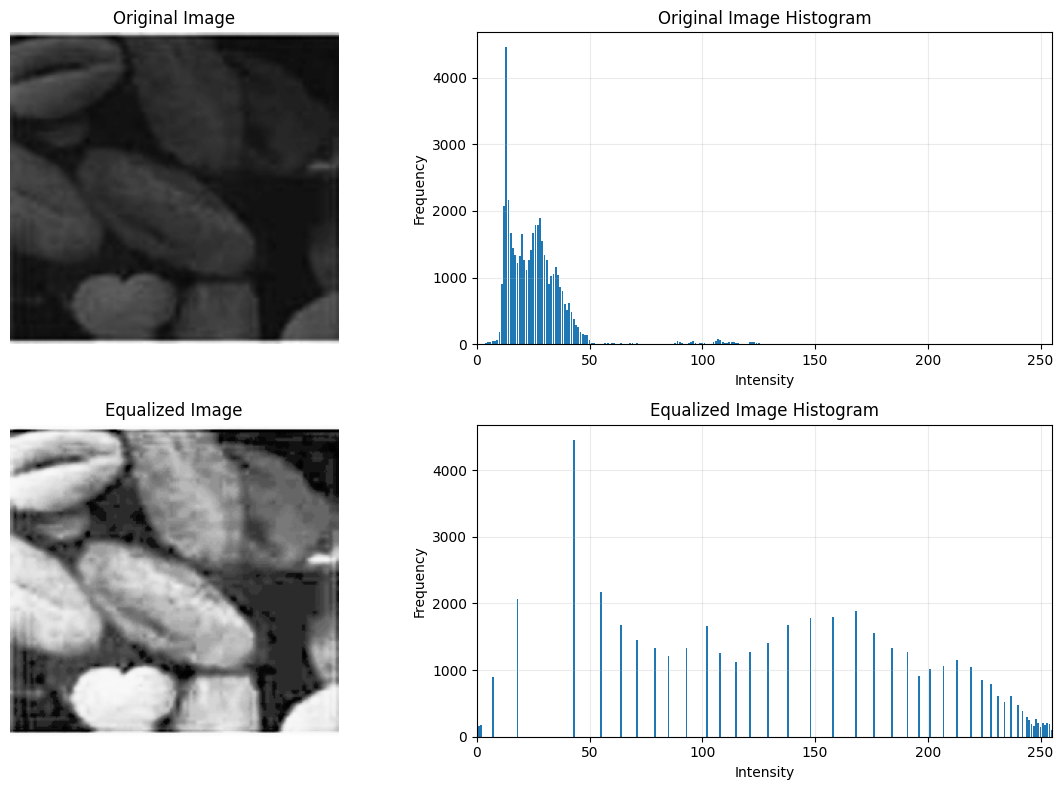 Original Image
Original Image Histogram
Frequency
4000
3000
2000
1000
0
0 50 100 150 200 250
Intensity
Equalized Image
Equalized Image Histogram
Frequency
4000
3000
2000
1000
0
0 50 100 150 200 250
Intensity